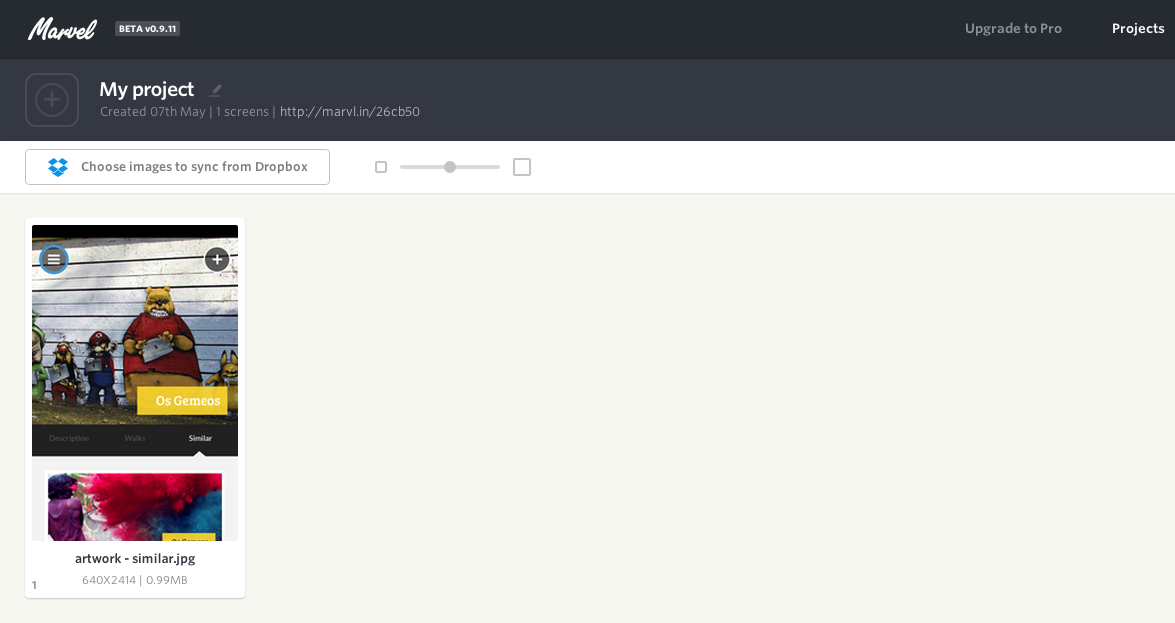 Marvel BETA v0.9.11 Upgrade to Pro Projects
My project
Created 07th May | 1 screens | http://marvl.in/26cb50
Choose images to sync from Dropbox
Os Gemeos
Description Walks Similar
Os Gemeos
artwork - similar.jpg
640X2414 | 0.99MB
1